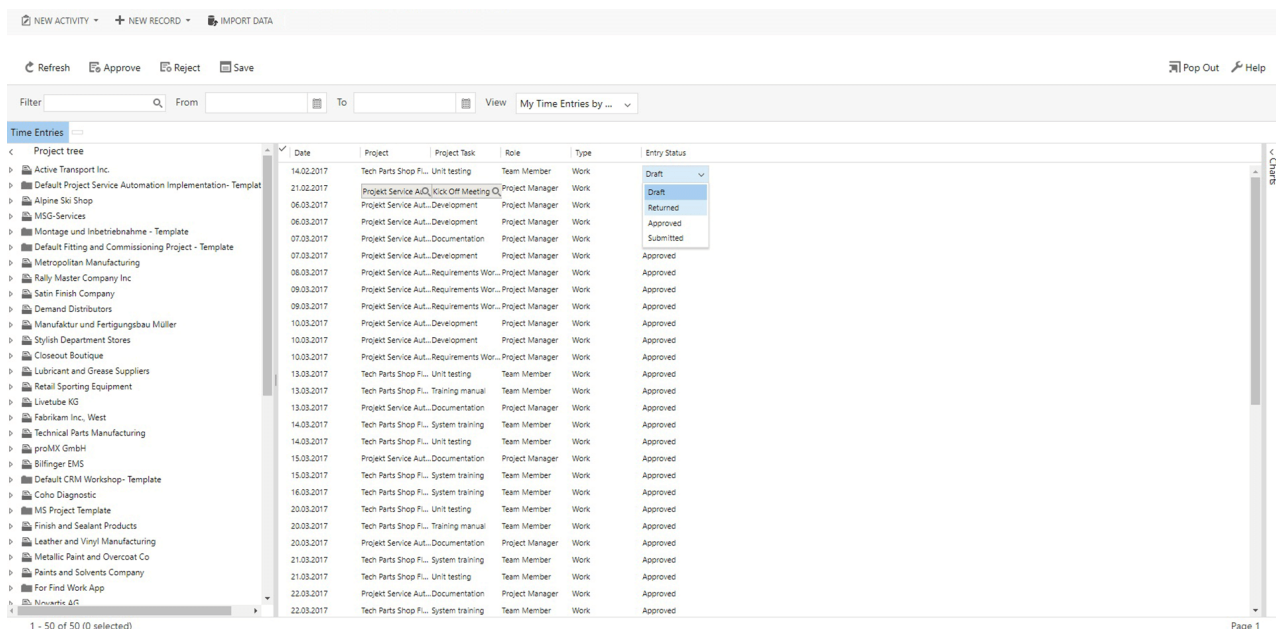 NEW ACTIVITY NEW RECORD IMPORT DATA
Refresh Approve Reject Save Pop Out Help
Filter From To View My Time Entries by ...
Time Entries
Project tree
Active Transport Inc.
Default Project Service Automation Implementation- Templat
Alpine Ski Shop
MSG-Services
Montage und Inbetriebnahme - Template
Default Fitting and Commissioning Project - Template
Metropolitan Manufacturing
Rally Master Company Inc
Satin Finish Company
Demand Distributors
Manufaktur und Fertigungsbau Müller
Stylish Department Stores
Closeout Boutique
Lubricant and Grease Suppliers
Retail Sporting Equipment
Livetube KG
Fabrikam Inc., West
Technical Parts Manufacturing
proMX GmbH
Bilfinger EMS
Default CRM Workshop- Template
Coho Diagnostic
MS Project Template
Finish and Sealant Products
Leather and Vinyl Manufacturing
Metallic Paint and Overcoat Co
Paints and Solvents Company
For Find Work App
Novartis AG
Date Project Project Task Role Type Entry Status
14.02.2017 Tech Parts Shop Fl... Unit testing Team Member Work Draft
21.02.2017 Projekt Service Au Kick Off Meeting Project Manager Work Draft
06.03.2017 Projekt Service Aut... Development Project Manager Work Returned
06.03.2017 Projekt Service Aut... Development Project Manager Work Approved
07.03.2017 Projekt Service Aut... Documentation Project Manager Work Submitted
07.03.2017 Projekt Service Aut... Development Project Manager Work Approved
08.03.2017 Projekt Service Aut... Requirements Wor... Project Manager Work Approved
09.03.2017 Projekt Service Aut... Requirements Wor... Project Manager Work Approved
09.03.2017 Projekt Service Aut... Requirements Wor... Project Manager Work Approved
10.03.2017 Projekt Service Aut... Development Project Manager Work Approved
10.03.2017 Projekt Service Aut... Development Project Manager Work Approved
10.03.2017 Projekt Service Aut... Requirements Wor... Project Manager Work Approved
13.03.2017 Tech Parts Shop Fl... Unit testing Team Member Work Approved
13.03.2017 Tech Parts Shop Fl... Training manual Team Member Work Approved
13.03.2017 Projekt Service Aut... Documentation Project Manager Work Approved
14.03.2017 Tech Parts Shop Fl... System training Team Member Work Approved
14.03.2017 Tech Parts Shop Fl... Unit testing Team Member Work Approved
15.03.2017 Projekt Service Aut... Documentation Project Manager Work Approved
15.03.2017 Tech Parts Shop Fl... System training Team Member Work Approved
16.03.2017 Tech Parts Shop Fl... System training Team Member Work Approved
20.03.2017 Tech Parts Shop Fl... Unit testing Team Member Work Approved
20.03.2017 Tech Parts Shop Fl... Training manual Team Member Work Approved
20.03.2017 Projekt Service Aut... Documentation Project Manager Work Approved
21.03.2017 Tech Parts Shop Fl... System training Team Member Work Approved
21.03.2017 Tech Parts Shop Fl... Unit testing Team Member Work Approved
22.03.2017 Projekt Service Aut... Documentation Project Manager Work Approved
22.03.2017 Tech Parts Shop Fl... System training Team Member Work Approved
Charts
1 - 50 of 50 (0 selected) Page 1